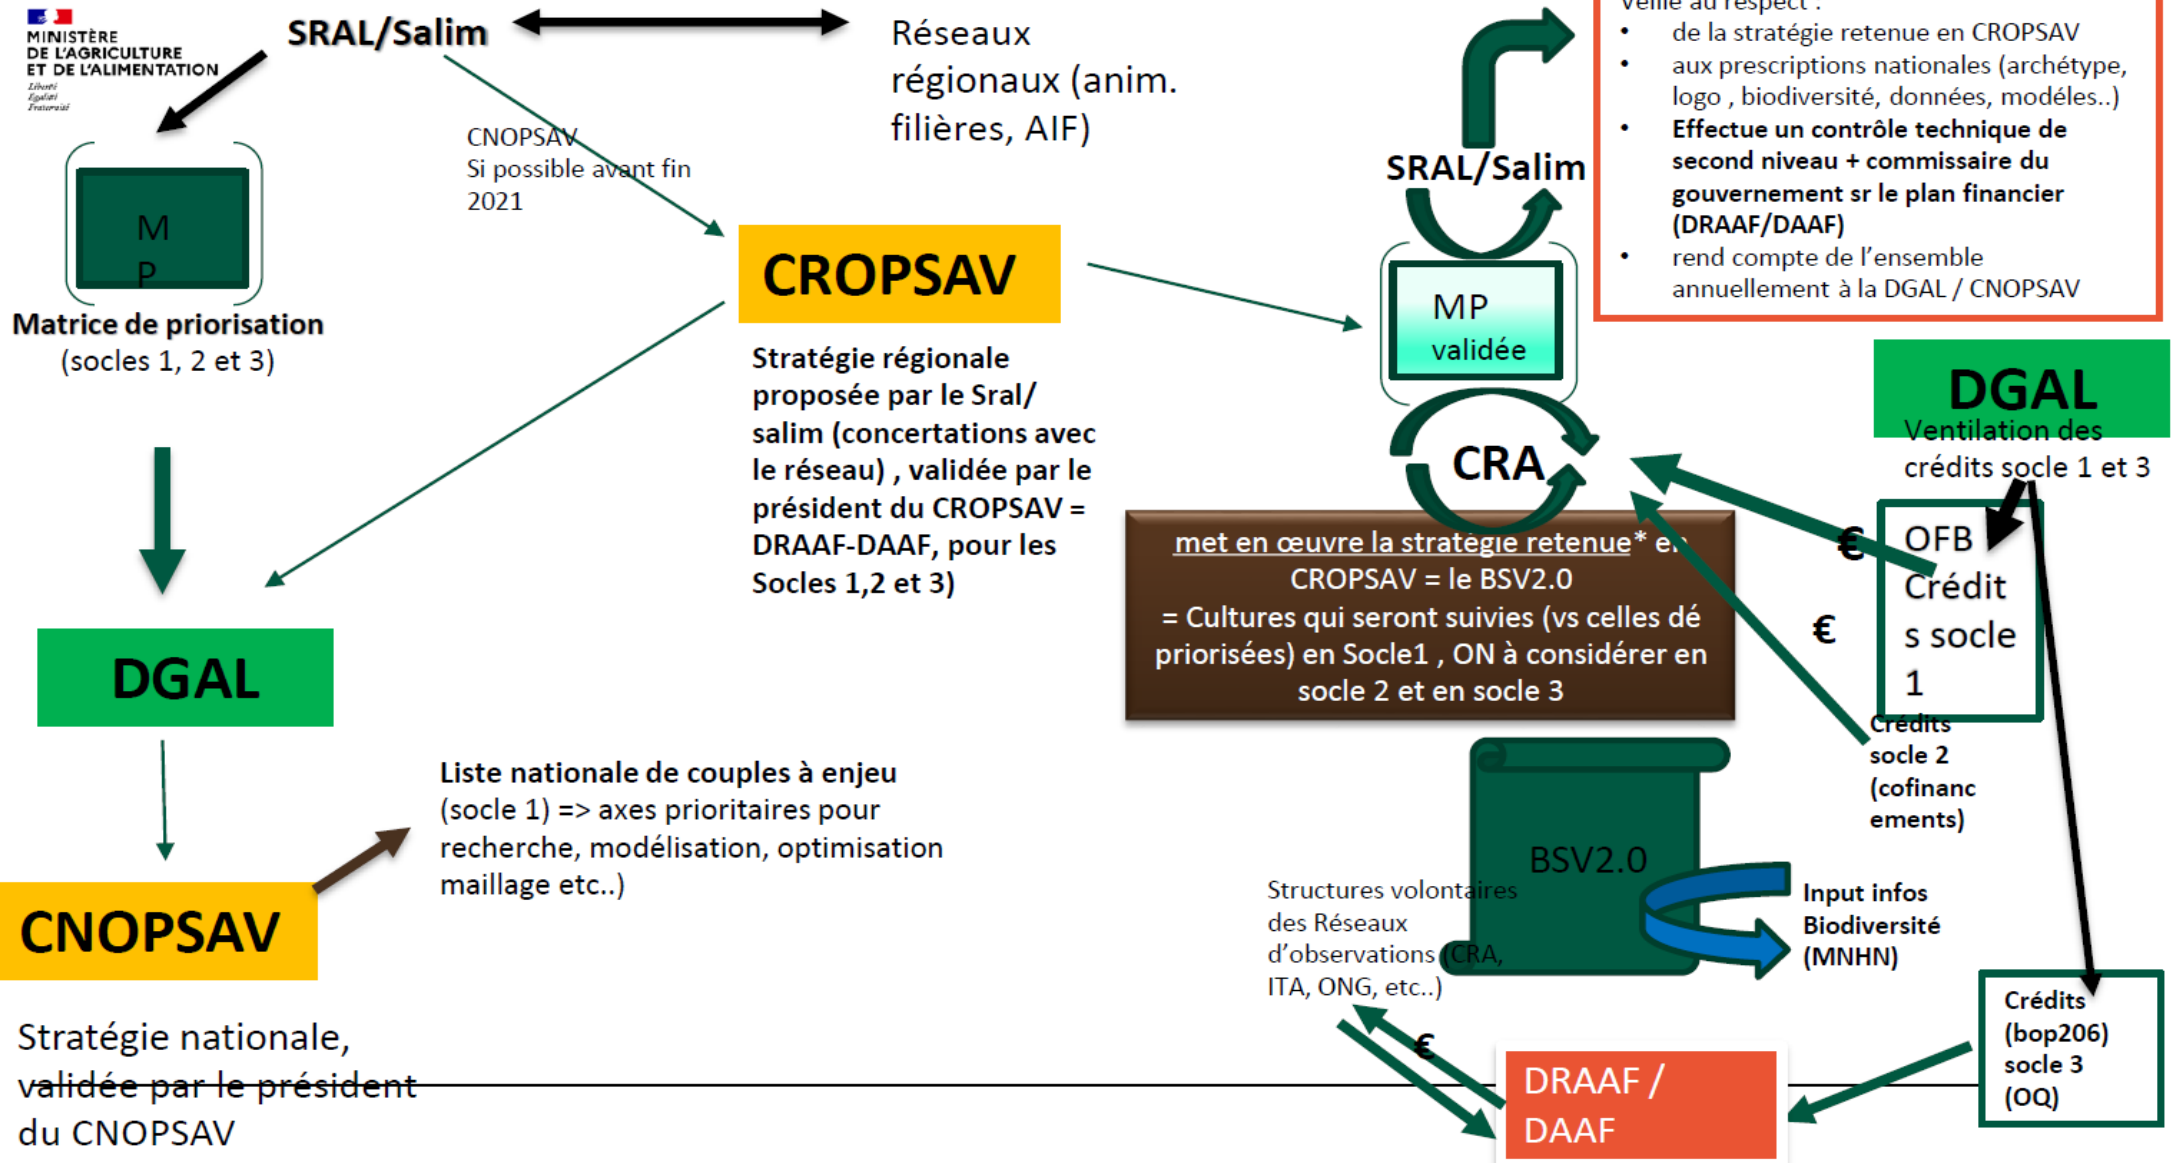 MINISTÈRE
DE L'AGRICULTURE
ET DE L'ALIMENTATION
Liberté
Égalité
Fraternité
SRAL/Salim
Réseaux
régionaux (anim.
filières, AIF)
CNOPSAV
Si possible avant fin
2021
M
P
Matrice de priorisation
(socles 1, 2 et 3)
CROPSAV
Stratégie régionale
proposée par le Sral/
salim (concertations avec
le réseau) , validée par le
président du CROPSAV =
DRAAF-DAAF, pour les
Socles 1,2 et 3)
DGAL
CNOPSAV
Liste nationale de couples à enjeu
(socle 1) => axes prioritaires pour
recherche, modélisation, optimisation
maillage etc..)
Stratégie nationale,
validée par le président
du CNOPSAV
SRAL/Salim
Veille au respect :
• de la stratégie retenue en CROPSAV
• aux prescriptions nationales (archétype,
logo , biodiversité, données, modéles..)
• Effectue un contrôle technique de
second niveau + commissaire du
gouvernement sr le plan financier
(DRAAF/DAAF)
• rend compte de l'ensemble
annuellement à la DGAL / CNOPSAV
MP
validée
CRA
met en œuvre la stratégie retenue* en
CROPSAV = le BSV2.0
= Cultures qui seront suivies (vs celles dé
priorisées) en Socle1 , ON à considérer en
socle 2 et en socle 3
DGAL
Ventilation des
crédits socle 1 et 3
€
OFB
Crédit
s socle
1
€
Crédits
socle 2
(cofinanc
ements)
BSV2.0
Input infos
Biodiversité
(MNHN)
Structures volontaires
des Réseaux
d'observations (CRA,
ITA, ONG, etc..)
€
DRAAF /
DAAF
Crédits
(bop206)
socle 3
(OQ)